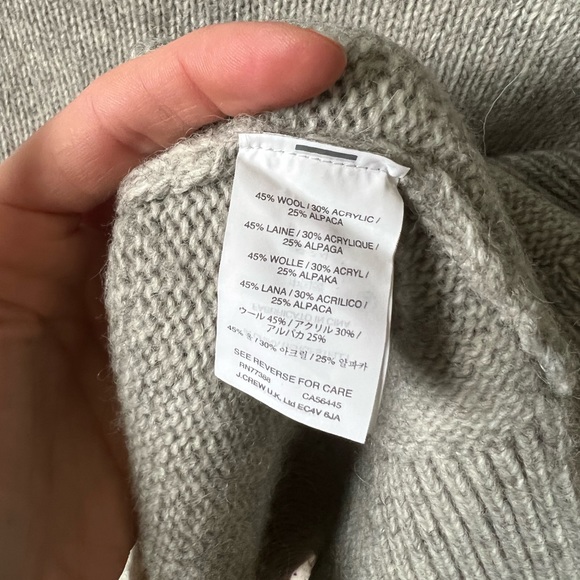 45% WOOL / 30% ACRYLIC /
25% ALPACA
45% LAINE / 30% ACRYLIQUE /
25% ALPAGA
45% WOLLE / 30% ACRYL /
25% ALPAKA
45% LANA / 30% ACRILICO /
25% ALPACA
ウール 45% / アクリル 30% /
アルパカ 25%
45% 모 / 30% 아크릴 / 25% 알파카
SEE REVERSE FOR CARE
RN77388 CA56445
J.CREW U.K. Ltd EC4V 6JA